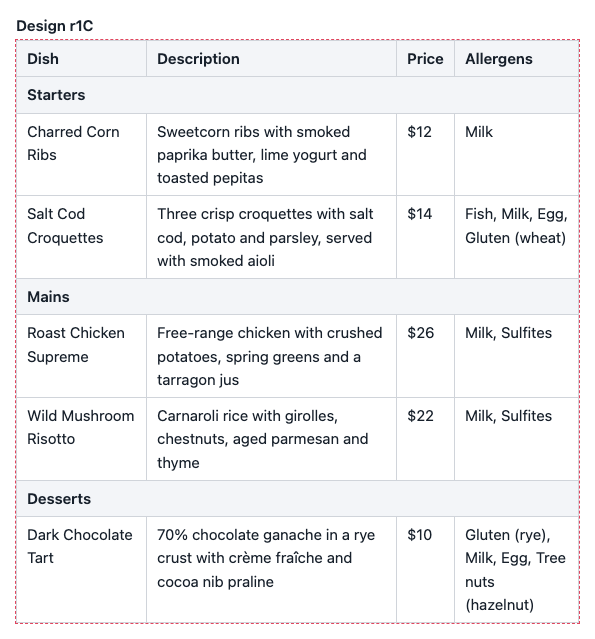 Design r1C
Dish Description Price Allergens
Starters
Charred Corn Sweetcorn ribs with smoked $12 Milk
Ribs paprika butter, lime yogurt and
toasted pepitas
Salt Cod Three crisp croquettes with salt $14 Fish, Milk, Egg,
Croquettes cod, potato and parsley, served Gluten (wheat)
with smoked aioli
Mains
Roast Chicken Free-range chicken with crushed $26 Milk, Sulfites
Supreme potatoes, spring greens and a
tarragon jus
Wild Mushroom Carnaroli rice with girolles, $22 Milk, Sulfites
Risotto chestnuts, aged parmesan and
thyme
Desserts
Dark Chocolate 70% chocolate ganache in a rye $10 Gluten (rye),
Tart crust with crème fraîche and Milk, Egg, Tree
cocoa nib praline nuts
(hazelnut)